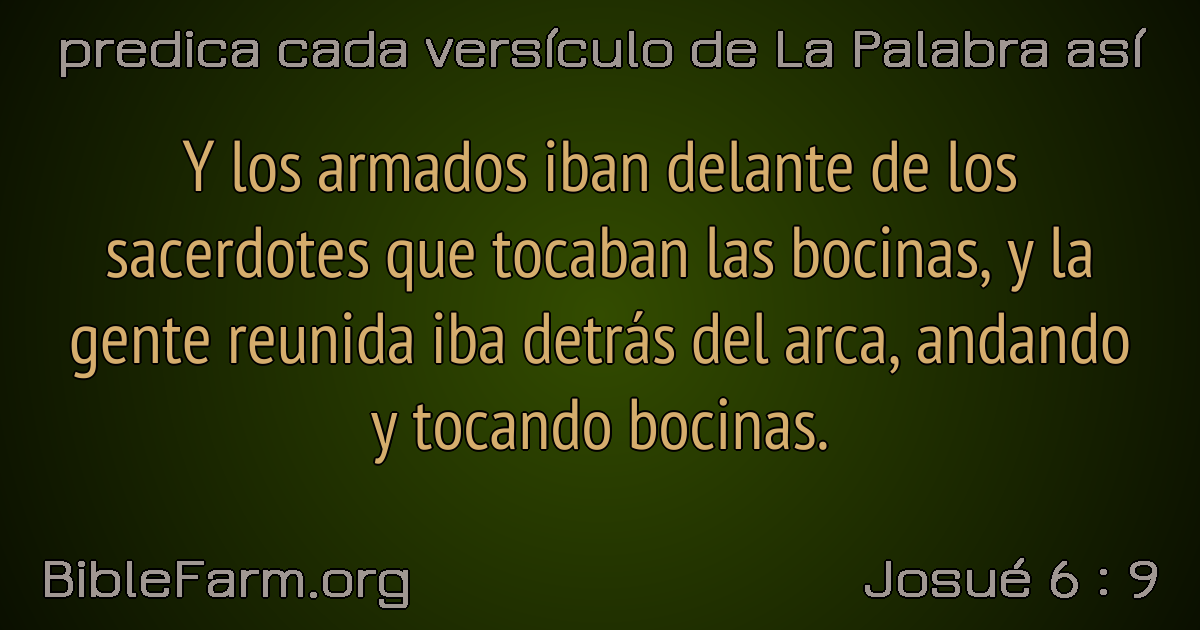 predica cada versículo de La Palabra así
Y los armados iban delante de los
sacerdotes que tocaban las bocinas, y la
gente reunida iba detrás del arca, andando
y tocando bocinas.
BibleFarm.org
Josué 6 : 9